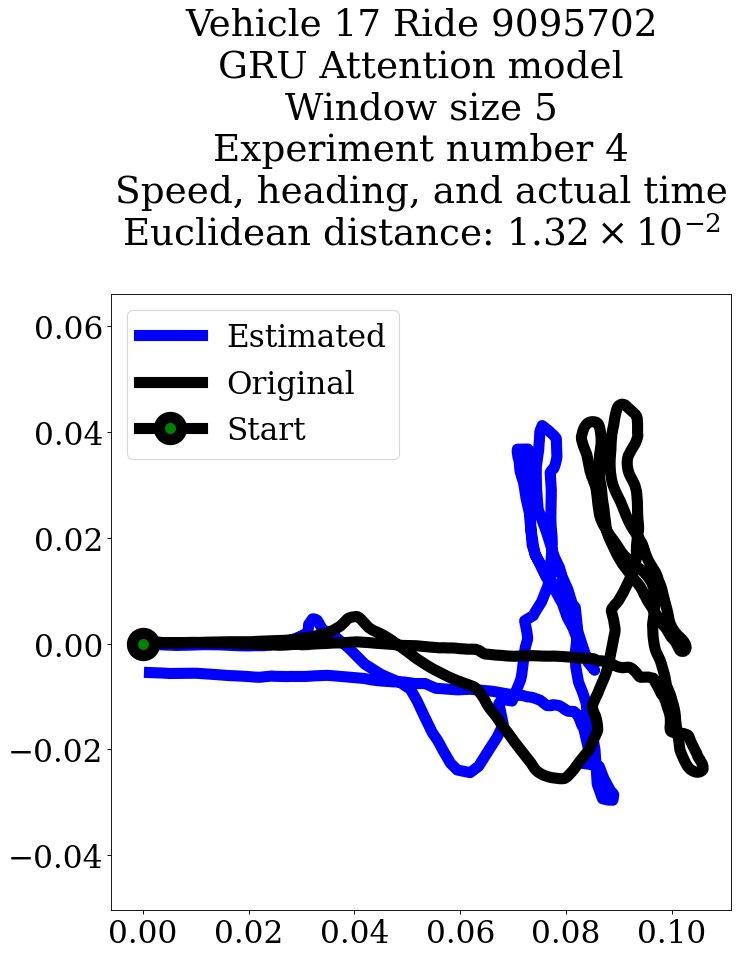 Vehicle 17 Ride 9095702
GRU Attention model
Window size 5
Experiment number 4
Speed, heading, and actual time
Euclidean distance: 1.32 × 10⁻²
Estimated
Original
Start
0.06
0.04
0.02
0.00
−0.02
−0.04
0.00 0.02 0.04 0.06 0.08 0.10